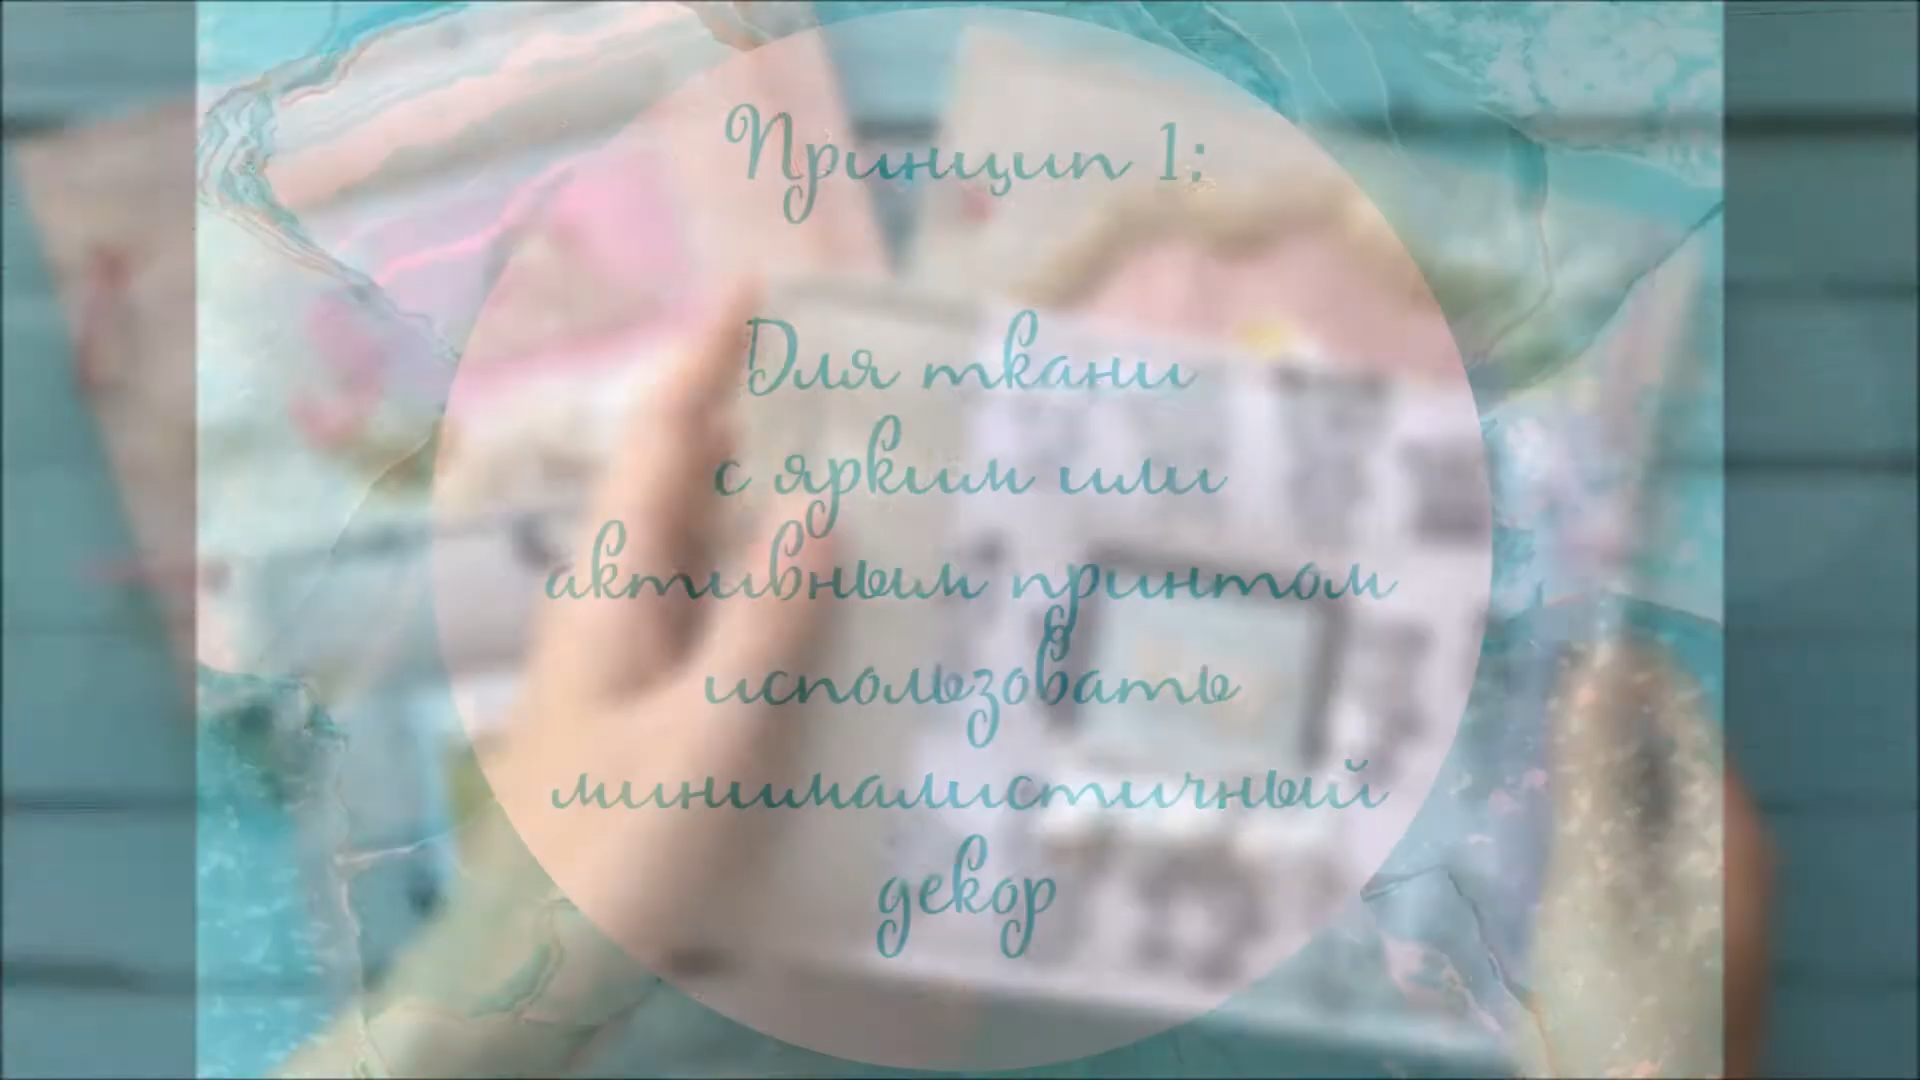 Принцип 1:
Для ткани
с ярким или
активным принтом
использовать
минималистичный
декор